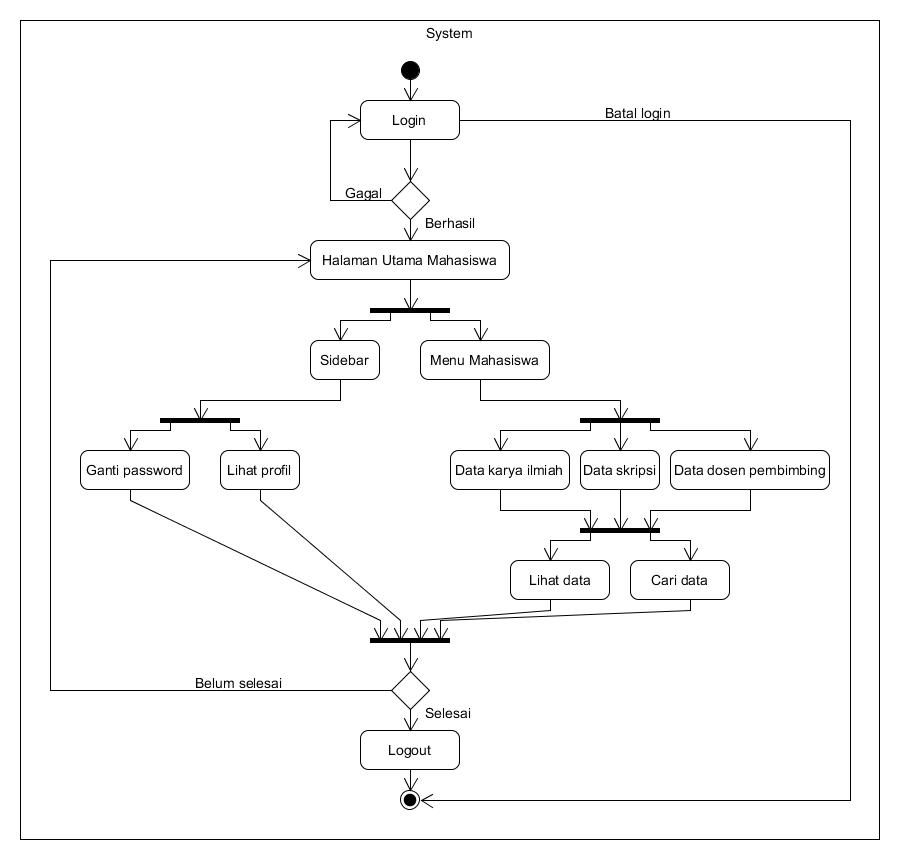 System
Login
Batal login
Gagal
Berhasil
Halaman Utama Mahasiswa
Sidebar
Menu Mahasiswa
Ganti password
Lihat profil
Data karya ilmiah
Data skripsi
Data dosen pembimbing
Lihat data
Cari data
Belum selesai
Selesai
Logout